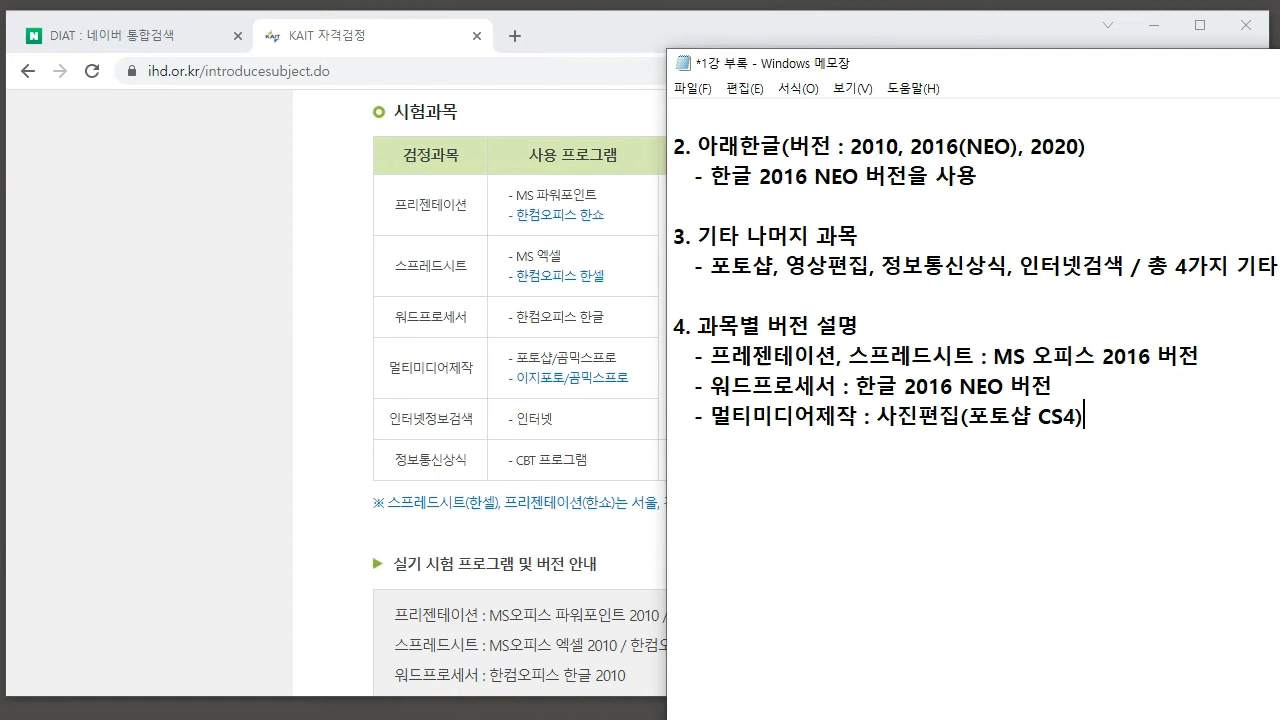 DIAT : 네이버 통합검색
KAIT 자격검정
ihd.or.kr/introducesubject.do
시험과목
검정과목
사용 프로그램
프리젠테이션
- MS 파워포인트
- 한컴오피스 한쇼
스프레드시트
- MS 엑셀
- 한컴오피스 한셀
워드프로세서
- 한컴오피스 한글
멀티미디어제작
- 포토샵/곰믹스프로
- 이지포토/곰믹스프로
인터넷정보검색
- 인터넷
정보통신상식
- CBT 프로그램
※ 스프레드시트(한셀), 프리젠테이션(한쇼)는 서울,
실기 시험 프로그램 및 버전 안내
프리젠테이션 : MS오피스 파워포인트 2010 /
스프레드시트 : MS오피스 엑셀 2010 / 한컴오
워드프로세서 : 한컴오피스 한글 2010
*1강 부록 - Windows 메모장
파일(F) 편집(E) 서식(O) 보기(V) 도움말(H)
2. 아래한글(버전 : 2010, 2016(NEO), 2020)
- 한글 2016 NEO 버전을 사용
3. 기타 나머지 과목
- 포토샵, 영상편집, 정보통신상식, 인터넷검색 / 총 4가지 기타
4. 과목별 버전 설명
- 프레젠테이션, 스프레드시트 : MS 오피스 2016 버전
- 워드프로세서 : 한글 2016 NEO 버전
- 멀티미디어제작 : 사진편집(포토샵 CS4)